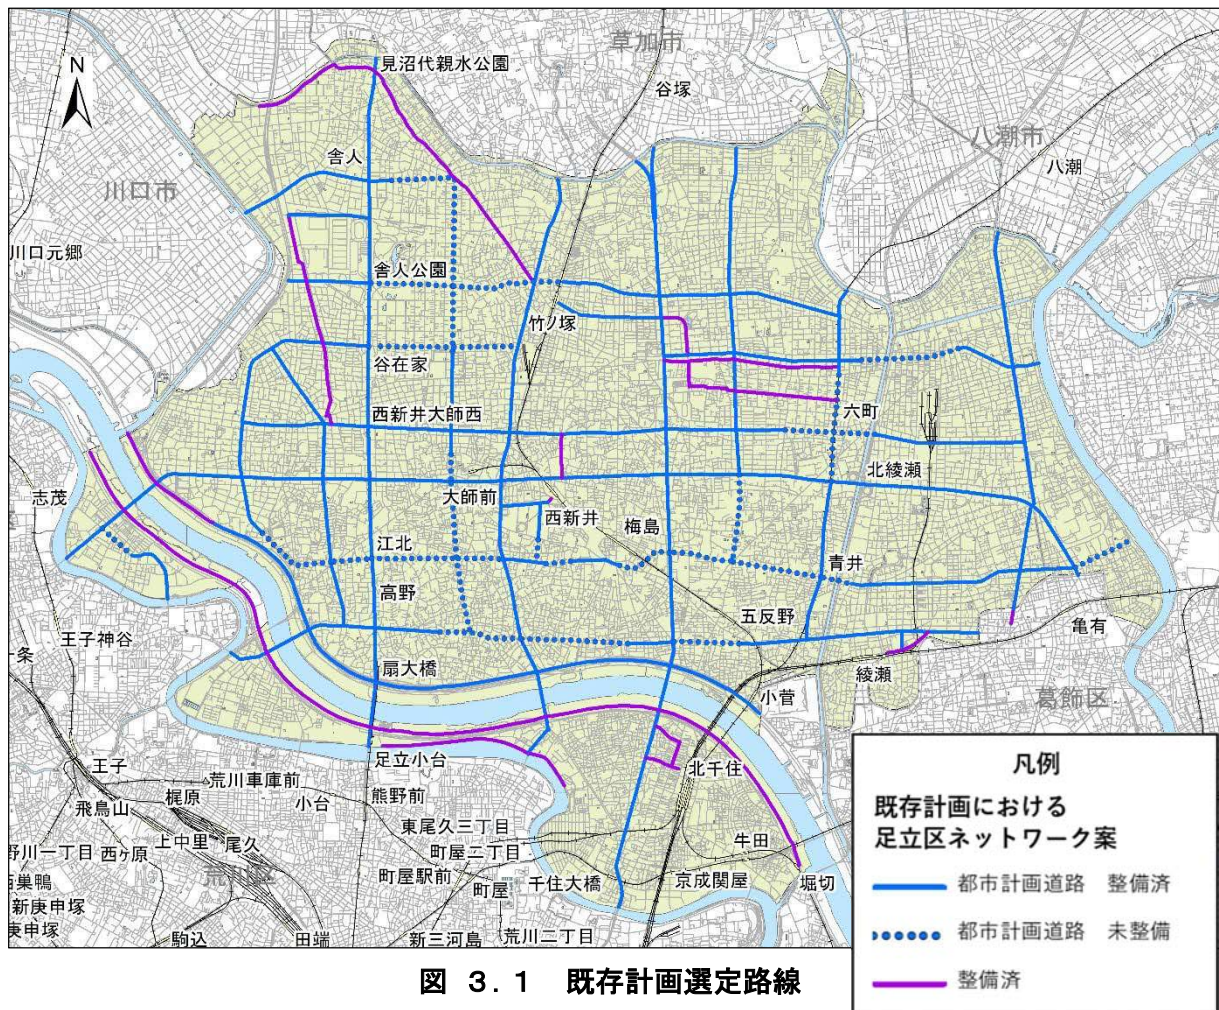 草加市
N
見沼代親水公園
谷塚
八潮市
八潮
舎人
川口市
川口元郷
舎人公園
竹ノ塚
谷在家
西新井大師西
六町
北綾瀬
志茂
大師前
西新井
梅島
江北
青井
高野
五反野
王子神谷
亀有
十条
扇大橋
綾瀬
小菅
葛飾区
足立小台
北千住
王子
荒川車庫前
飛鳥山
梶原
小台
熊野前
東尾久三丁目
上中里
尾久
牛田
野川一丁目
西ヶ原
町屋二丁目
荒川区
町屋駅前
町屋
千住大橋
京成関屋
堀切
西巣鴨
新庚申塚
庚申塚
駒込
田端
新三河島
荒川二丁目
凡例
既存計画における
足立区ネットワーク案
都市計画道路 整備済
都市計画道路 未整備
整備済
図 3.1 既存計画選定路線